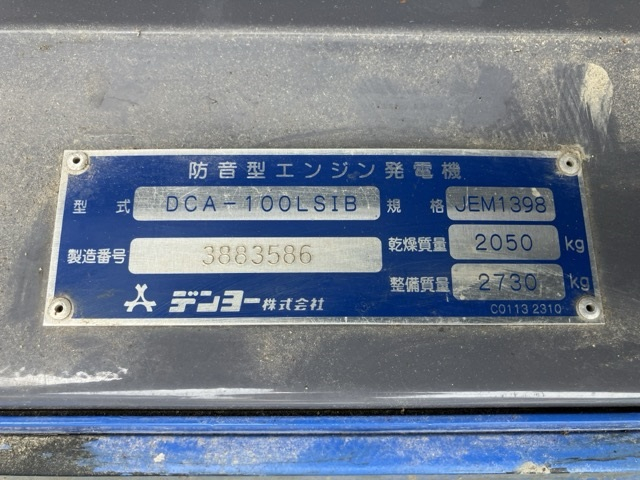 防音型エンジン発電機
型式 DCA-100LSIB 規格 JEM1398
製造番号 3883586 乾燥質量 2050 kg
デンヨー株式会社 整備質量 2730 kg
C0113 2310